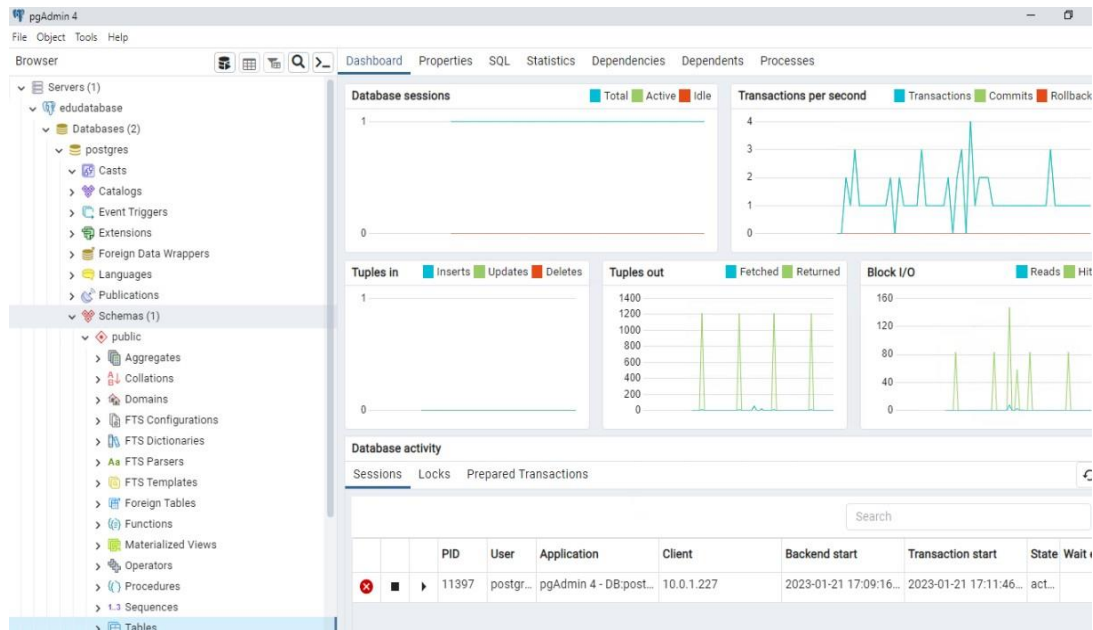 pgAdmin 4
File Object Tools Help
Browser
Servers (1)
edudatabase
Databases (2)
postgres
Casts
Catalogs
Event Triggers
Extensions
Foreign Data Wrappers
Languages
Publications
Schemas (1)
public
Aggregates
Collations
Domains
FTS Configurations
FTS Dictionaries
Aa FTS Parsers
FTS Templates
Foreign Tables
Functions
Materialized Views
Operators
Procedures
1..3 Sequences
Tables
Dashboard Properties SQL Statistics Dependencies Dependents Processes
Database sessions Total Active Idle
1
0
Transactions per second Transactions Commits Rollback
4
3
2
1
0
Tuples in Inserts Updates Deletes
1
0
Tuples out Fetched Returned
1400
1200
1000
800
600
400
200
0
Block I/O Reads Hit
160
120
80
40
0
Database activity
Sessions Locks Prepared Transactions
Search
PID User Application Client Backend start Transaction start State Wait e
11397 postgr... pgAdmin 4 - DB:post... 10.0.1.227 2023-01-21 17:09:16... 2023-01-21 17:11:46... act...